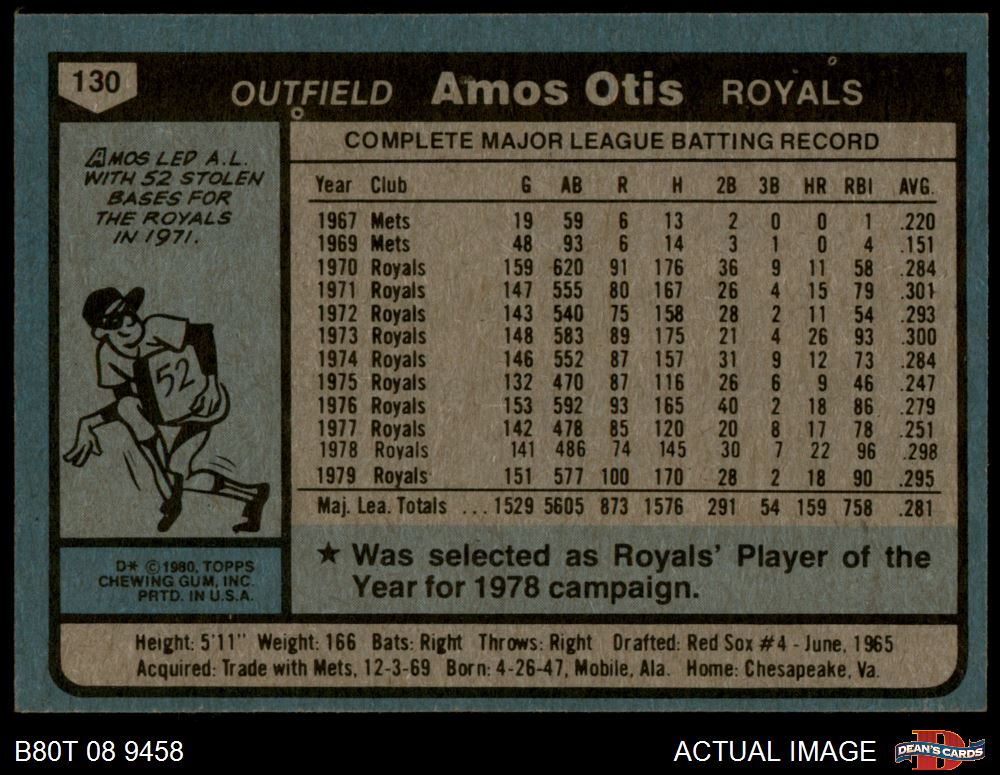 130
OUTFIELD Amos Otis ROYALS
AMOS LED A.L.
WITH 52 STOLEN
BASES FOR
THE ROYALS
IN 1971.
52
D* © 1980, TOPPS
CHEWING GUM, INC.
PRTD. IN U.S.A.
COMPLETE MAJOR LEAGUE BATTING RECORD
Year Club G AB R H 2B 3B HR RBI AVG.
1967 Mets 19 59 6 13 2 0 0 1 .220
1969 Mets 48 93 6 14 3 1 0 4 .151
1970 Royals 159 620 91 176 36 9 11 58 .284
1971 Royals 147 555 80 167 26 4 15 79 .301
1972 Royals 143 540 75 158 28 2 11 54 .293
1973 Royals 148 583 89 175 21 4 26 93 .300
1974 Royals 146 552 87 157 31 9 12 73 .284
1975 Royals 132 470 87 116 26 6 9 46 .247
1976 Royals 153 592 93 165 40 2 18 86 .279
1977 Royals 142 478 85 120 20 8 17 78 .251
1978 Royals 141 486 74 145 30 7 22 96 .298
1979 Royals 151 577 100 170 28 2 18 90 .295
Maj. Lea. Totals ... 1529 5605 873 1576 291 54 159 758 .281
★ Was selected as Royals' Player of the
Year for 1978 campaign.
Height: 5'11" Weight: 166 Bats: Right Throws: Right Drafted: Red Sox #4 - June, 1965
Acquired: Trade with Mets, 12-3-69 Born: 4-26-47, Mobile, Ala. Home: Chesapeake, Va.
B80T 08 9458
ACTUAL IMAGE
DEAN'S CARDS